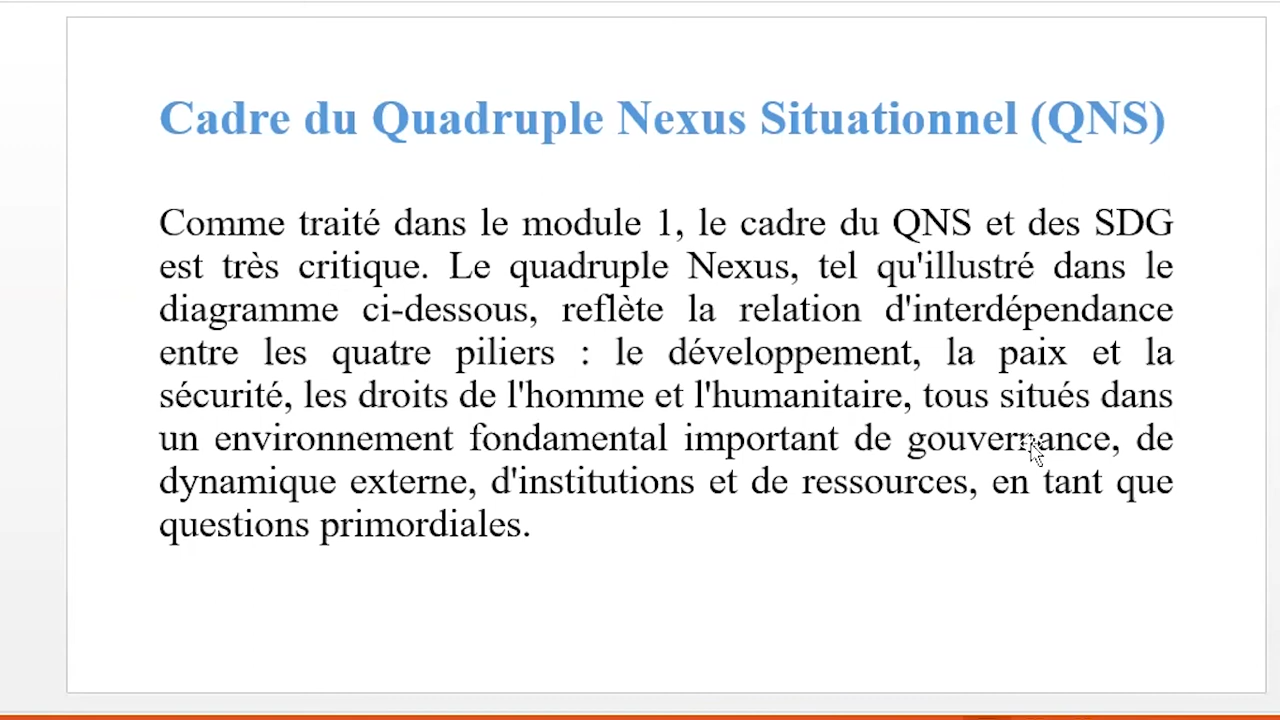 Cadre du Quadruple Nexus Situationnel (QNS)
Comme traité dans le module 1, le cadre du QNS et des SDG
est très critique. Le quadruple Nexus, tel qu'illustré dans le
diagramme ci-dessous, reflète la relation d'interdépendance
entre les quatre piliers : le développement, la paix et la
sécurité, les droits de l'homme et l'humanitaire, tous situés dans
un environnement fondamental important de gouvernance, de
dynamique externe, d'institutions et de ressources, en tant que
questions primordiales.